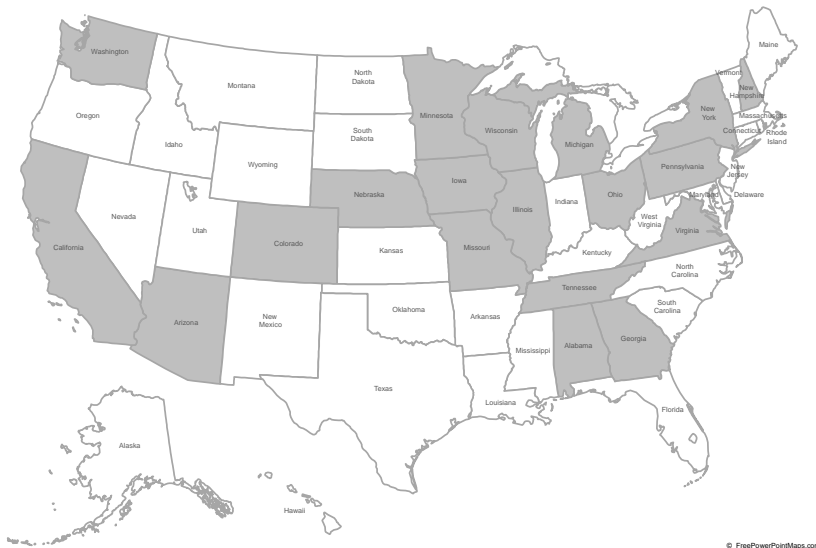 Washington
Montana
North
Dakota
Minnesota
Maine
Vermont
New
Hampshire
Oregon
Idaho
South
Dakota
Wisconsin
Michigan
New
York
Massachusetts
Connecticut
Rhode
Island
Wyoming
Nebraska
Iowa
Illinois
Indiana
Ohio
Pennsylvania
New
Jersey
Maryland
Delaware
Nevada
Utah
Colorado
Kansas
Missouri
Kentucky
West
Virginia
Virginia
California
Arizona
New
Mexico
Oklahoma
Arkansas
Tennessee
North
Carolina
South
Carolina
Mississippi
Alabama
Georgia
Texas
Louisiana
Florida
Alaska
Hawaii
© FreePowerPointMaps.com